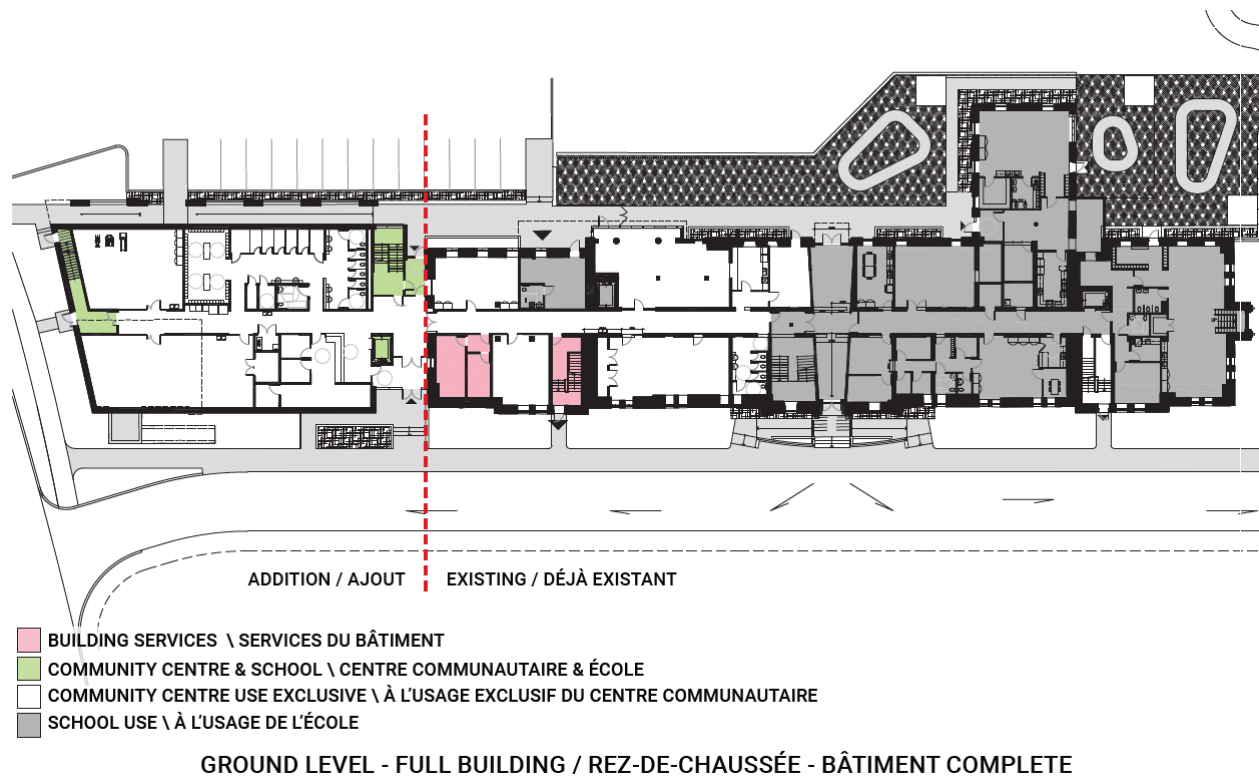 ADDITION / AJOUT
EXISTING / DÉJÀ EXISTANT
BUILDING SERVICES \ SERVICES DU BÂTIMENT
COMMUNITY CENTRE & SCHOOL \ CENTRE COMMUNAUTAIRE & ÉCOLE
COMMUNITY CENTRE USE EXCLUSIVE \ À L'USAGE EXCLUSIF DU CENTRE COMMUNAUTAIRE
SCHOOL USE \ À L'USAGE DE L'ÉCOLE
GROUND LEVEL - FULL BUILDING / REZ-DE-CHAUSSÉE - BÂTIMENT COMPLETE